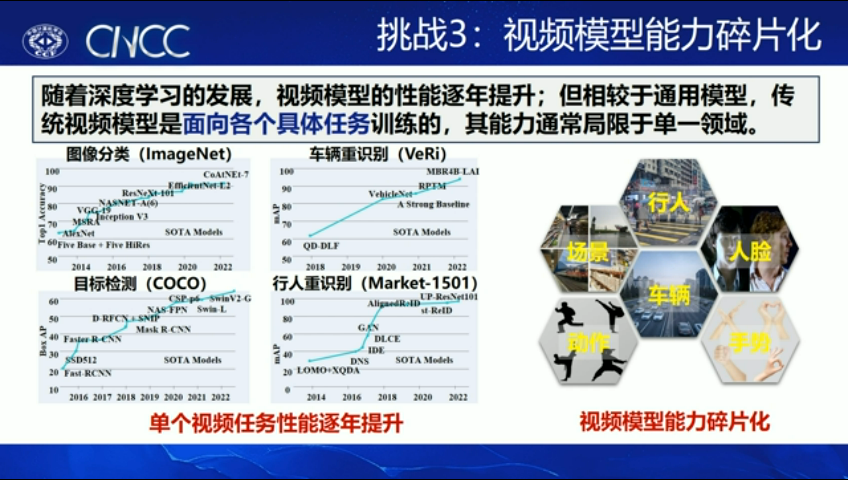 CNCC
挑战3：视频模型能力碎片化
随着深度学习的发展，视频模型的性能逐年提升；但相较于通用模型，传
统视频模型是面向各个具体任务训练的，其能力通常局限于单一领域。
图像分类（ImageNet）
100
90
80
70
60
50
Top1 Accuracy
CoAtNEt-7
EfficientNet-E2
ResNeXt-101
NASNET-A(6)
VGG-19
Inception V3
MSRA
AlexNet
SOTA Models
Five Base + Five HiRes
2014 2016 2018 2020 2022
车辆重识别（VeRi）
100
90
80
70
60
50
mAP
MBR4B-LAI
RPTM
VehicleNet
A Strong Baseline
SOTA Models
QD-DLF
2018 2019 2020 2021 2022
目标检测（COCO）
60
50
40
30
20
10
Box AP
CSP-p6
SwinV2-G
NAS-FPN
Swin-L
D-RFCN + SNIP
Mask R-CNN
Faster R-CNN
SSD512
SOTA Models
Fast-RCNN
2016 2017 2018 2019 2020 2021 2022
行人重识别（Market-1501）
100
80
60
40
20
0
mAP
UP-ResNet101
AlignedReID
st-ReID
GAN
DLCE
IDE
DNS
SOTA Models
LOMO+XQDA
2014 2016 2018 2020 2022
单个视频任务性能逐年提升
行人
场景
人脸
车辆
动作
手势
视频模型能力碎片化